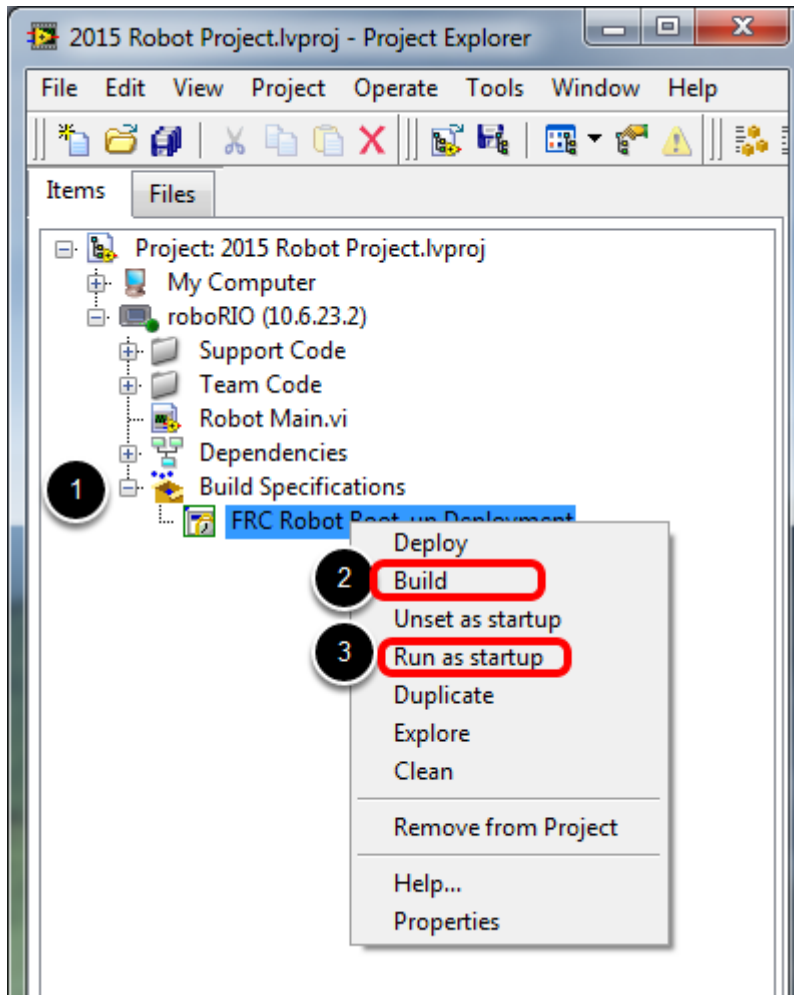 2015 Robot Project.lvproj - Project Explorer
File Edit View Project Operate Tools Window Help
Items Files
Project: 2015 Robot Project.lvproj
My Computer
roboRIO (10.6.23.2)
Support Code
Team Code
Robot Main.vi
Dependencies
1 Build Specifications
FRC Robot Boot-up Deployment
Deploy
2 Build
Unset as startup
3 Run as startup
Duplicate
Explore
Clean
Remove from Project
Help...
Properties